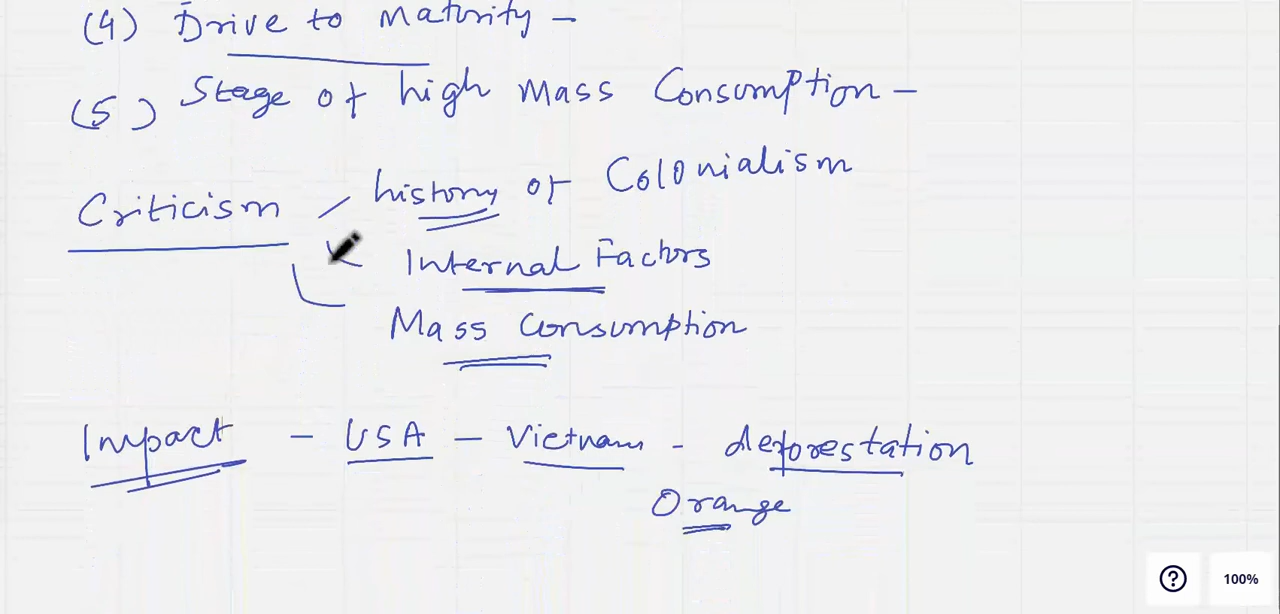 (4) Drive to maturity -
(5) Stage of high Mass Consumption -
Criticism history of Colonialism
Internal Factors
Mass Consumption
Impact - USA - Vietnam - deforestation
Orange
100%